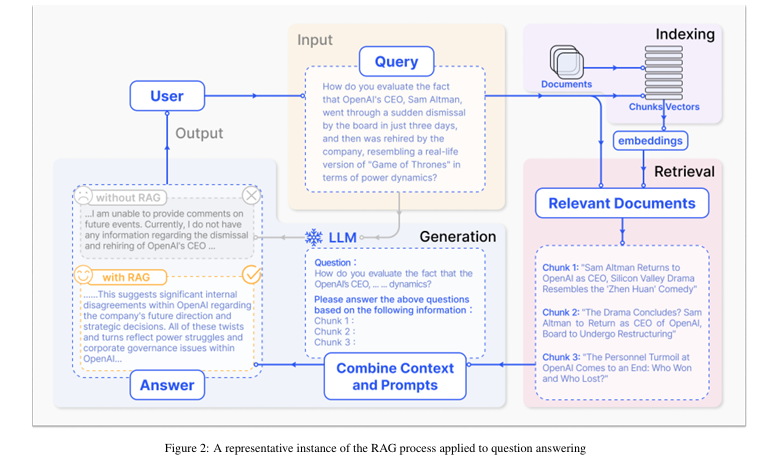 Input
Query
How do you evaluate the fact
that OpenAI's CEO, Sam Altman,
went through a sudden dismissal
by the board in just three days,
and then was rehired by the
company, resembling a real-life
version of "Game of Thrones" in
terms of power dynamics?
Indexing
Documents
Chunks Vectors
embeddings
User
Output
Retrieval
Relevant Documents
Chunk 1: "Sam Altman Returns to
OpenAI as CEO, Silicon Valley Drama
Resembles the 'Zhen Huan' Comedy"
Chunk 2: "The Drama Concludes? Sam
Altman to Return as CEO of OpenAI,
Board to Undergo Restructuring"
Chunk 3: "The Personnel Turmoil at
OpenAI Comes to an End: Who Won
and Who Lost?"
Generation
LLM
Question :
How do you evaluate the fact that the
OpenAI's CEO, ... ... dynamics?
Please answer the above questions
based on the following information :
Chunk 1 :
Chunk 2 :
Chunk 3 :
Combine Context
and Prompts
without RAG
...I am unable to provide comments on
future events. Currently, I do not have
any information regarding the dismissal
and rehiring of OpenAI's CEO ...
with RAG
......This suggests significant internal
disagreements within OpenAI regarding
the company's future direction and
strategic decisions. All of these twists
and turns reflect power struggles and
corporate governance issues within
OpenAI...
Answer
Figure 2: A representative instance of the RAG process applied to question answering